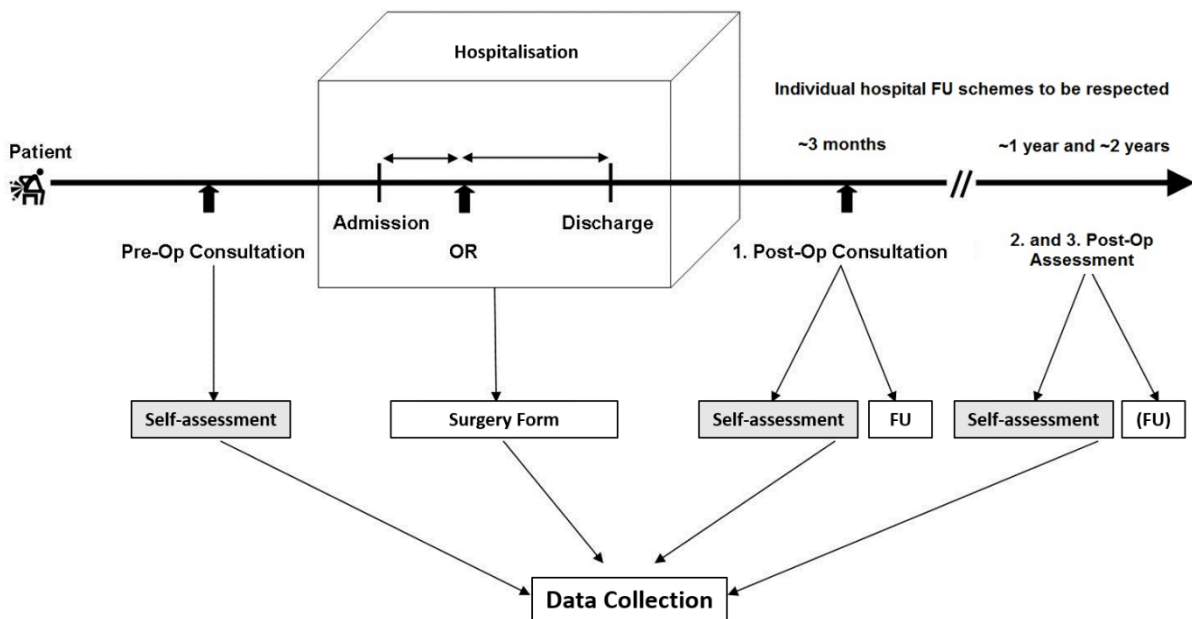 Hospitalisation
Individual hospital FU schemes to be respected
~3 months
~1 year and ~2 years
Patient
Admission
Discharge
Pre-Op Consultation
OR
1. Post-Op Consultation
2. and 3. Post-Op
Assessment
Self-assessment
Surgery Form
Self-assessment
FU
Self-assessment
(FU)
Data Collection